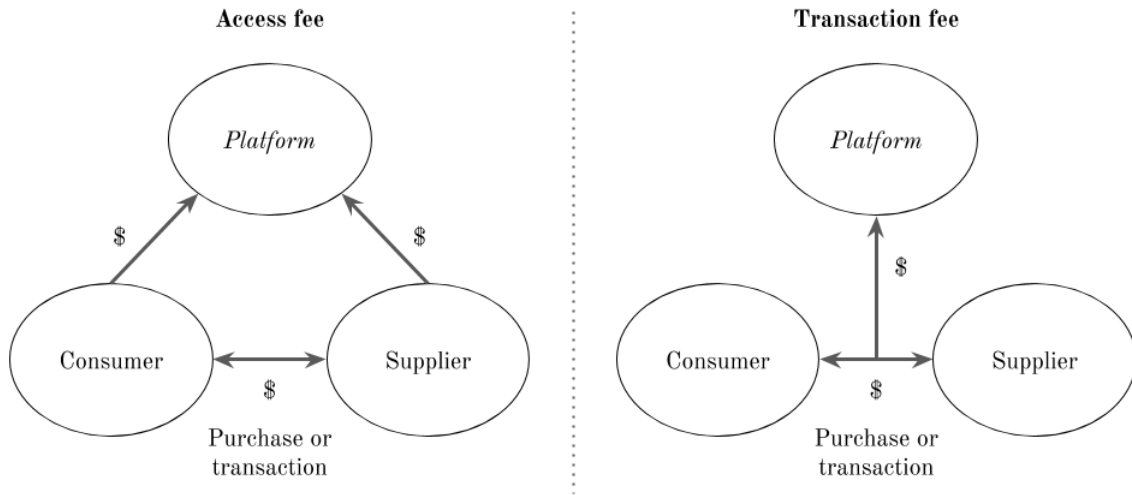 Access fee
Platform
$
$
Consumer
Supplier
$
Purchase or
transaction
Transaction fee
Platform
$
Consumer
Supplier
$
Purchase or
transaction